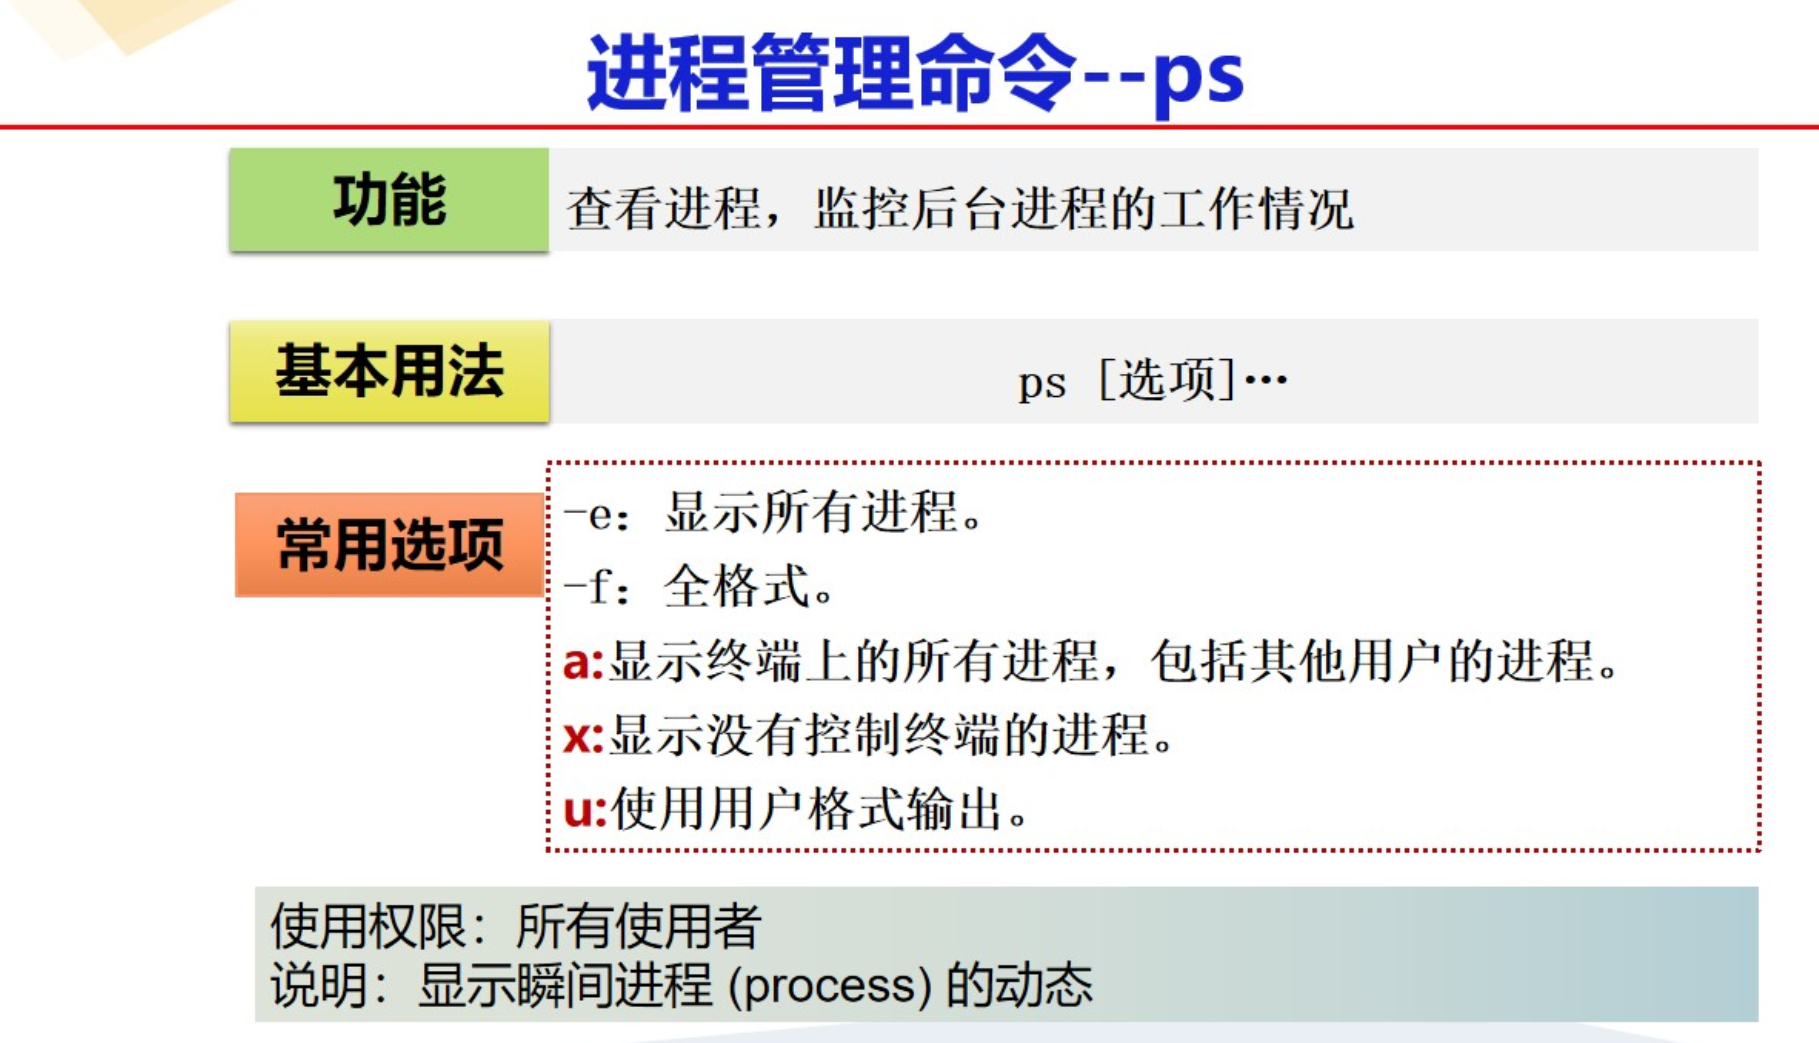 进程管理命令--ps
功能
查看进程，监控后台进程的工作情况
基本用法
ps [选项]…
常用选项
-e：显示所有进程。
-f：全格式。
a:显示终端上的所有进程，包括其他用户的进程。
x:显示没有控制终端的进程。
u:使用用户格式输出。
使用权限：所有使用者
说明：显示瞬间进程 (process) 的动态